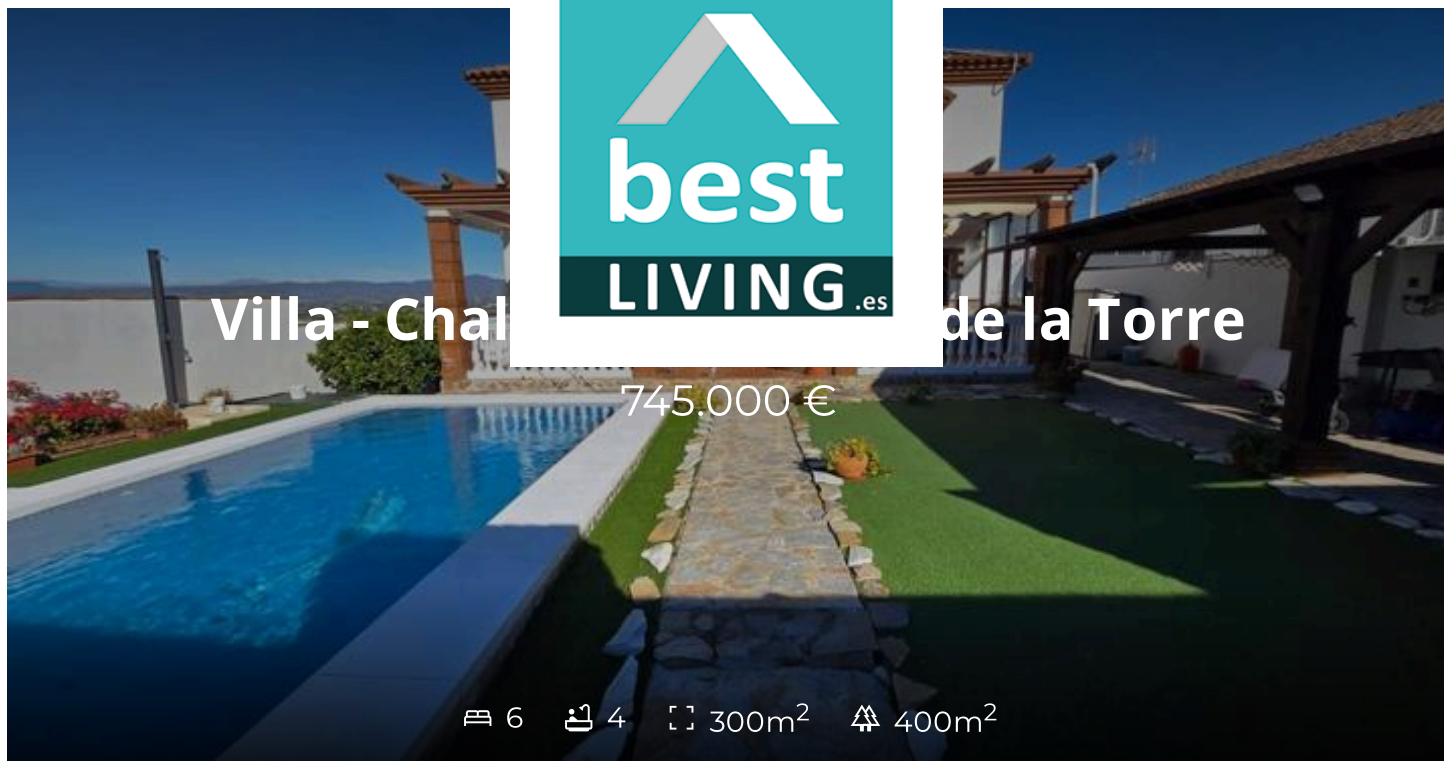 best
LIVING.es
Villa - Chal de la Torre
745.000 €
6 4 300m² 400m²